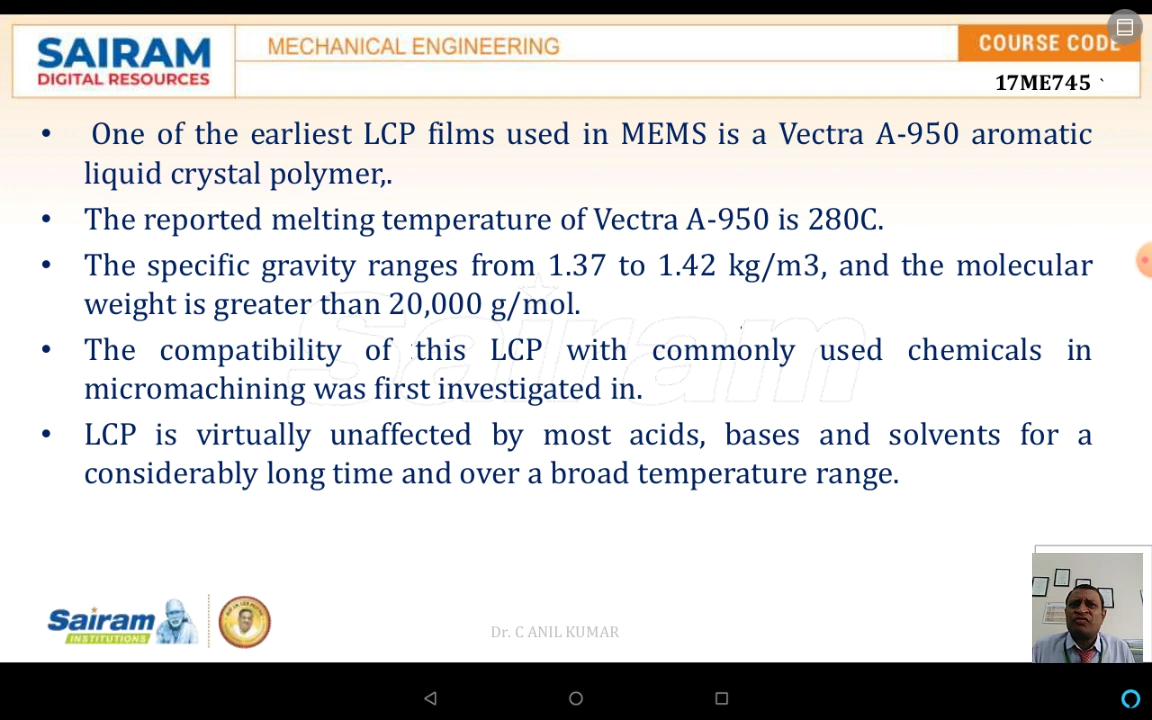 SAIRAM
DIGITAL RESOURCES
MECHANICAL ENGINEERING
COURSE CODE
17ME745 `
• One of the earliest LCP films used in MEMS is a Vectra A-950 aromatic
liquid crystal polymer,.
• The reported melting temperature of Vectra A-950 is 280C.
• The specific gravity ranges from 1.37 to 1.42 kg/m3, and the molecular
weight is greater than 20,000 g/mol.
• The compatibility of this LCP with commonly used chemicals in
micromachining was first investigated in.
• LCP is virtually unaffected by most acids, bases and solvents for a
considerably long time and over a broad temperature range.
Sairam
Sairam
INSTITUTIONS
Dr. C ANIL KUMAR